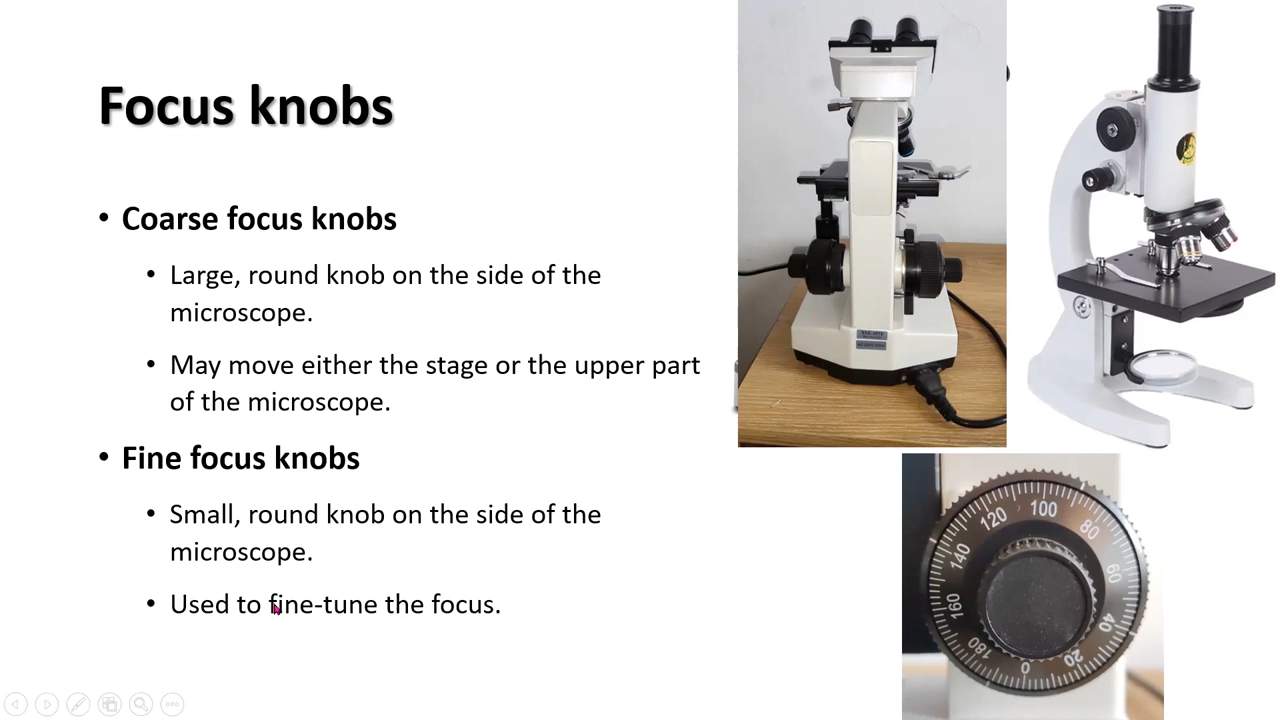 Focus knobs
• Coarse focus knobs
• Large, round knob on the side of the
microscope.
• May move either the stage or the upper part
of the microscope.
• Fine focus knobs
• Small, round knob on the side of the
microscope.
• Used to fine-tune the focus.
0
20
40
60
80
100
120
140
160
180